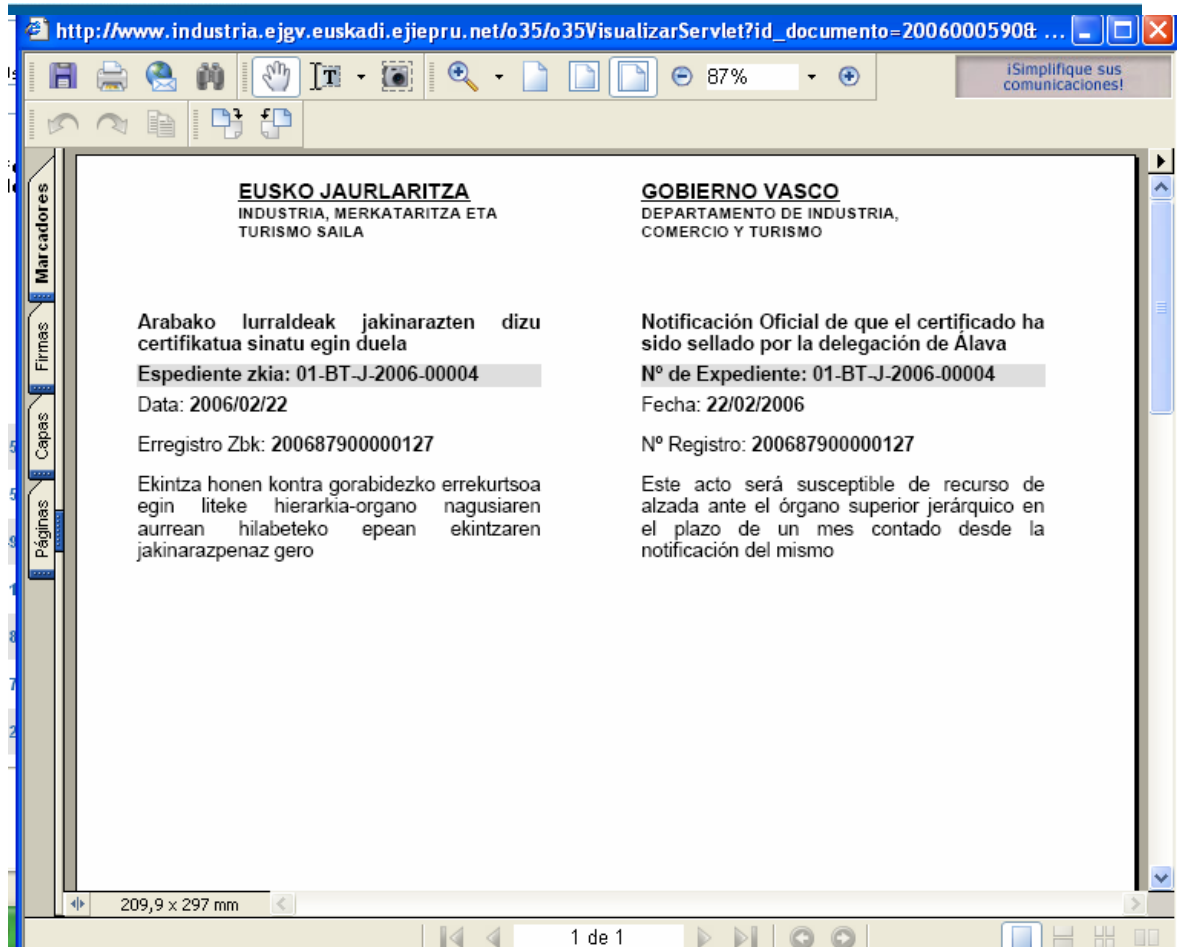 http://www.industria.ejgv.euskadi.ejiepru.net/o35/o35VisualizarServlet?id_documento=2006000590& ...
87%
¡Simplifique sus
comunicaciones!
Marcadores
Firmas
Capas
Páginas
EUSKO JAURLARITZA
INDUSTRIA, MERKATARITZA ETA
TURISMO SAILA
Arabako lurraldeak jakinarazten dizu
certifikatua sinatu egin duela
Espediente zkia: 01-BT-J-2006-00004
Data: 2006/02/22
Erregistro Zbk: 200687900000127
Ekintza honen kontra gorabidezko errekurtsoa
egin liteke hierarkia-organo nagusiaren
aurrean hilabeteko epean ekintzaren
jakinarazpenaz gero
GOBIERNO VASCO
DEPARTAMENTO DE INDUSTRIA,
COMERCIO Y TURISMO
Notificación Oficial de que el certificado ha
sido sellado por la delegación de Álava
Nº de Expediente: 01-BT-J-2006-00004
Fecha: 22/02/2006
Nº Registro: 200687900000127
Este acto será susceptible de recurso de
alzada ante el órgano superior jerárquico en
el plazo de un mes contado desde la
notificación del mismo
209,9 x 297 mm
1 de 1